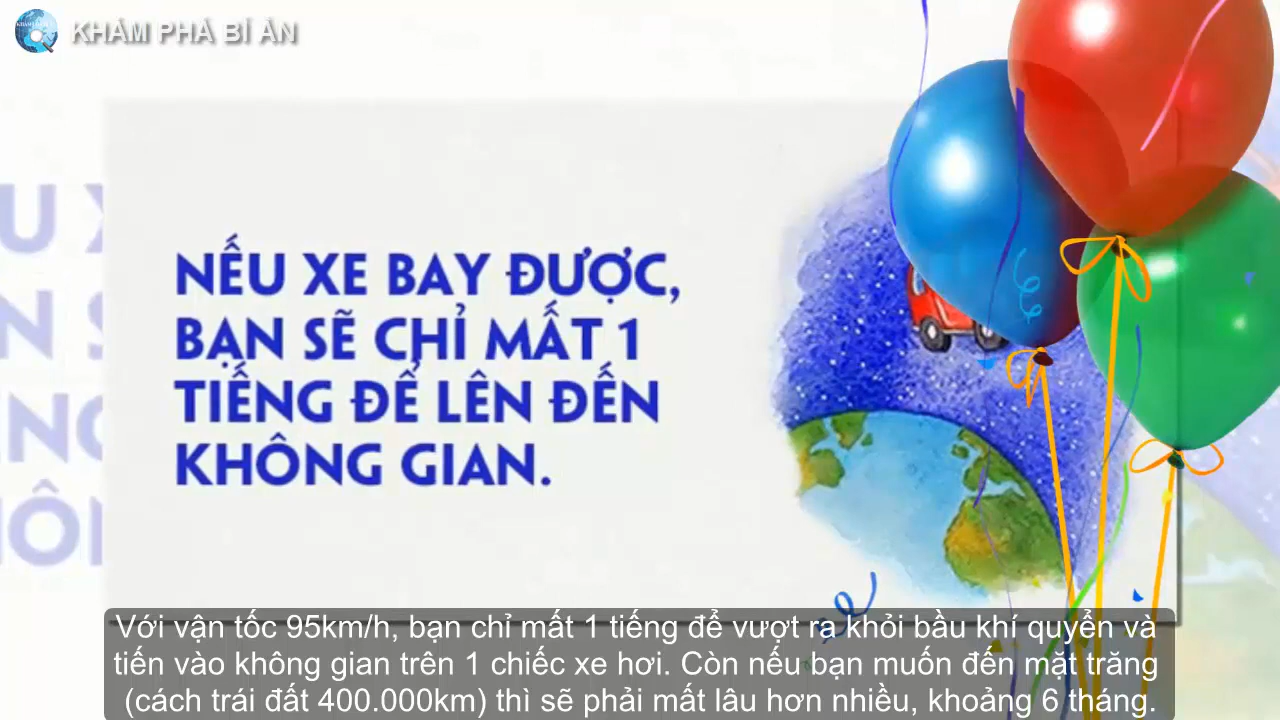 KHÁM PHÁ BÍ ẨN
NẾU XE BAY ĐƯỢC,
BẠN SẼ CHỈ MẤT 1
TIẾNG ĐỂ LÊN ĐẾN
KHÔNG GIAN.
Với vận tốc 95km/h, bạn chỉ mất 1 tiếng để vượt ra khỏi bầu khí quyển và
tiến vào không gian trên 1 chiếc xe hơi. Còn nếu bạn muốn đến mặt trăng
(cách trái đất 400.000km) thì sẽ phải mất lâu hơn nhiều, khoảng 6 tháng.